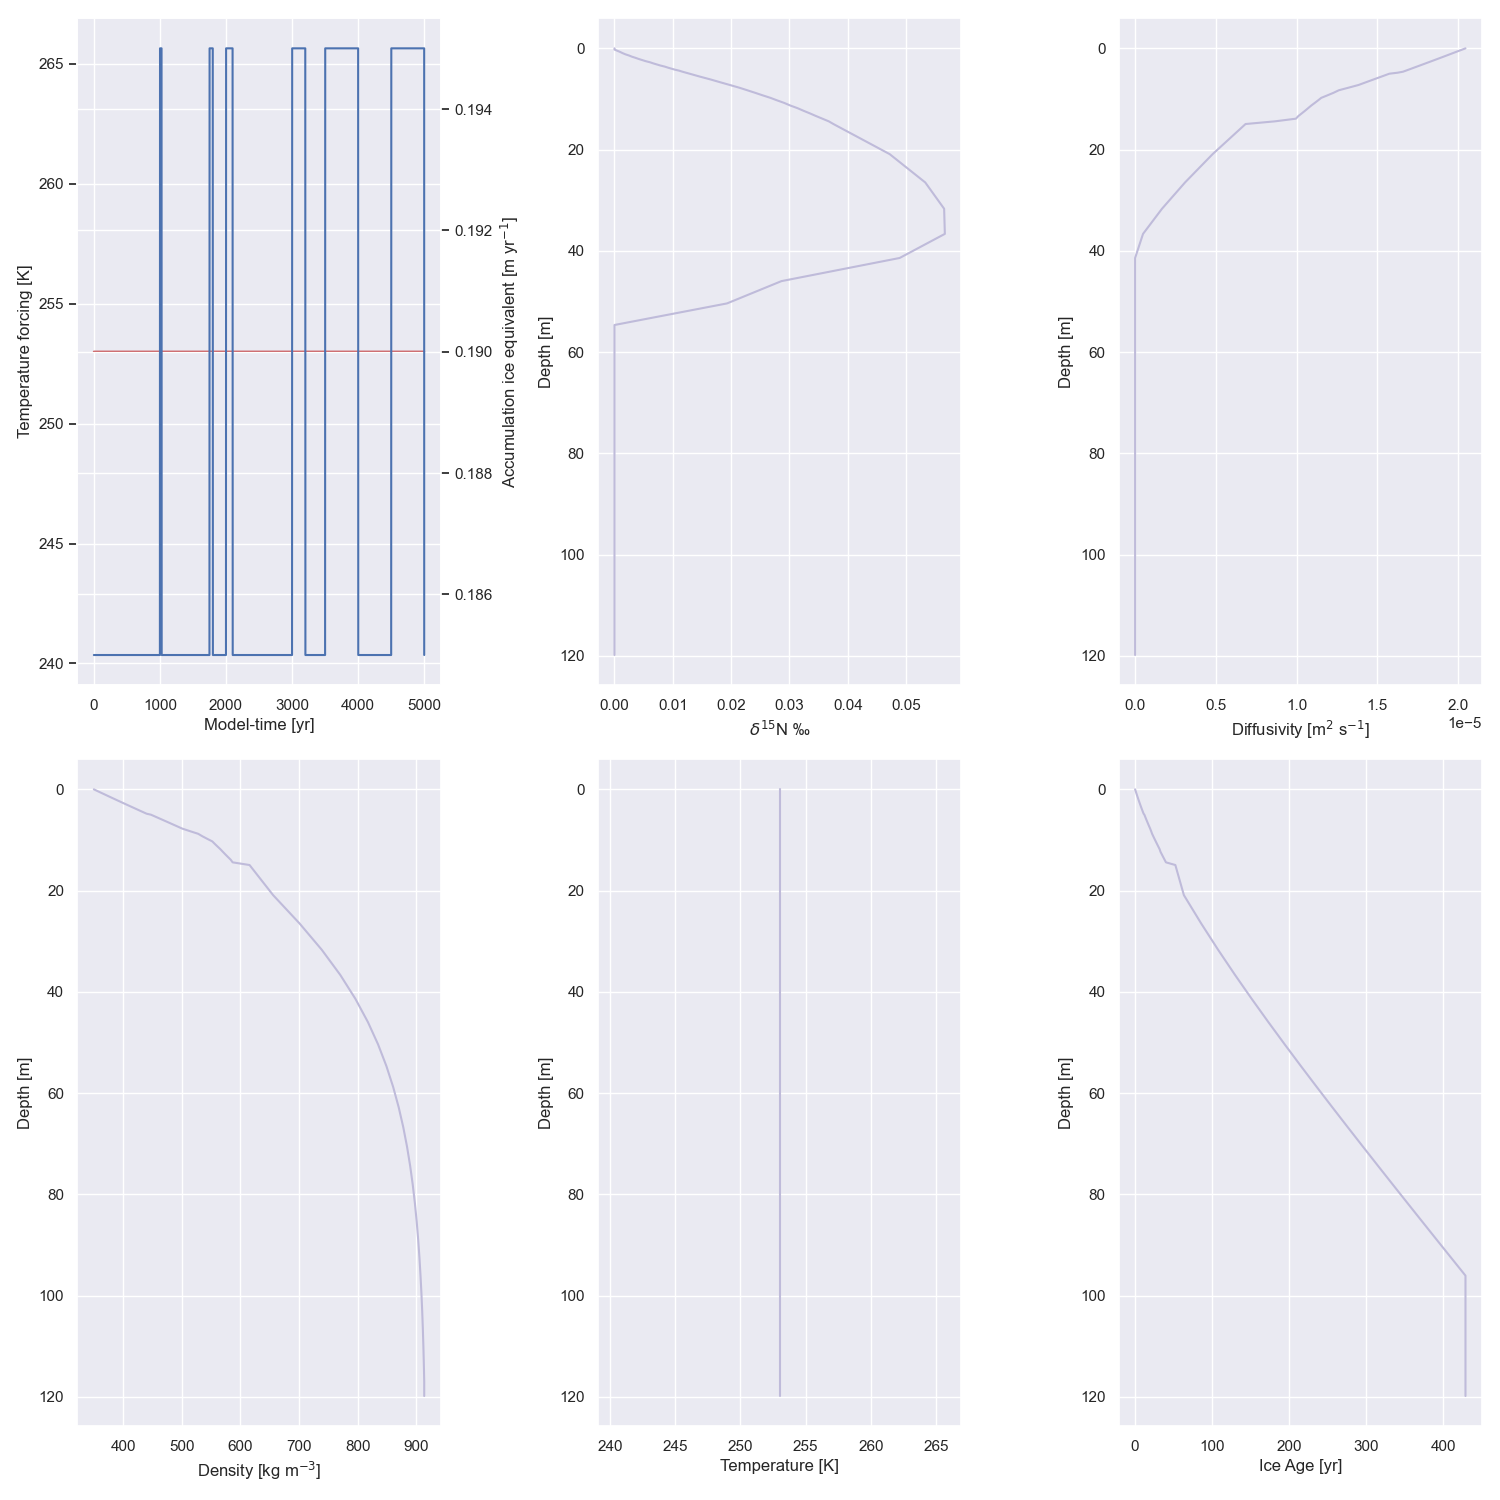 265
260
255
250
245
240
Temperature forcing [K]
0.194
0.192
0.190
0.188
0.186
Accumulation ice equivalent [m yr⁻¹]
0 1000 2000 3000 4000 5000
Model-time [yr]
0
20
40
60
80
100
120
Depth [m]
0.00 0.01 0.02 0.03 0.04 0.05
δ¹⁵N ‰
0
20
40
60
80
100
120
Depth [m]
0.0 0.5 1.0 1.5 2.0
1e−5
Diffusivity [m² s⁻¹]
0
20
40
60
80
100
120
Depth [m]
400 500 600 700 800 900
Density [kg m⁻³]
0
20
40
60
80
100
120
Depth [m]
240 245 250 255 260 265
Temperature [K]
0
20
40
60
80
100
120
Depth [m]
0 100 200 300 400
Ice Age [yr]